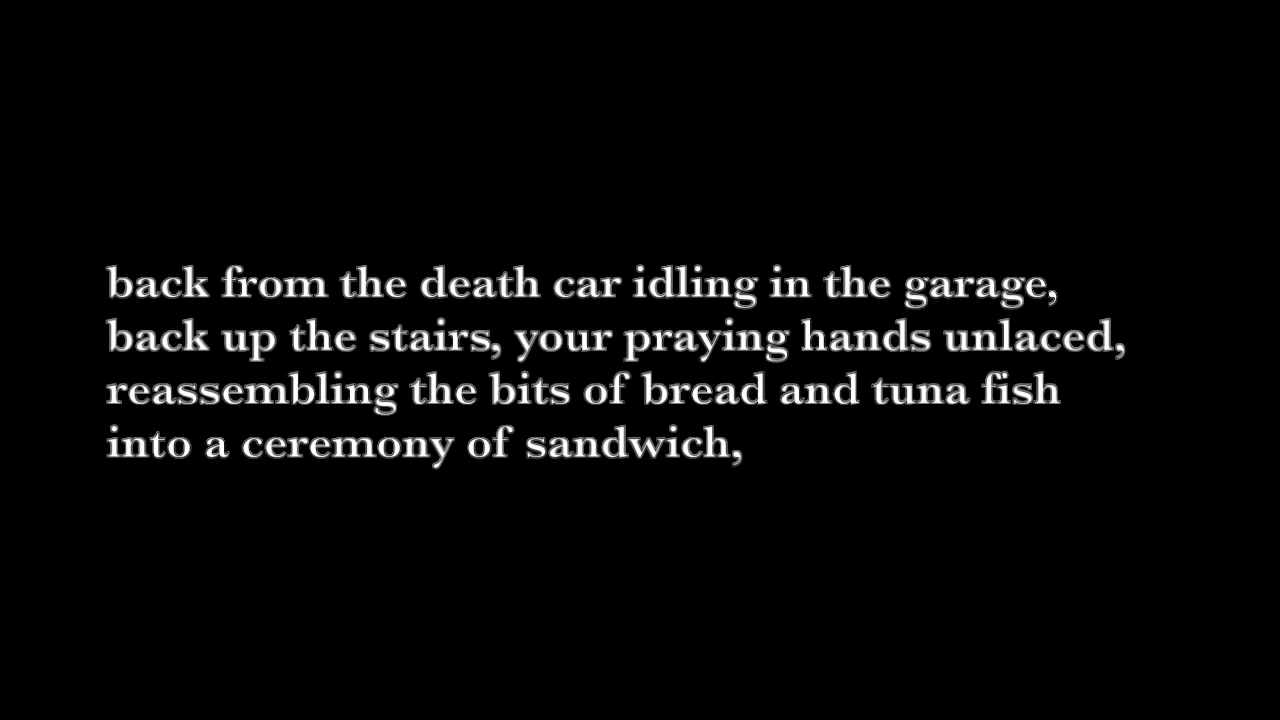 back from the death car idling in the garage,
back up the stairs, your praying hands unlaced,
reassembling the bits of bread and tuna fish
into a ceremony of sandwich,